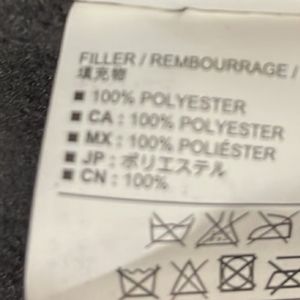 FILLER / REMBOURRAGE /
填充物
■ 100% POLYESTER
■ CA : 100% POLYESTER
■ MX : 100% POLIÉSTER
■ JP : ポリエステル
■ CN : 100%